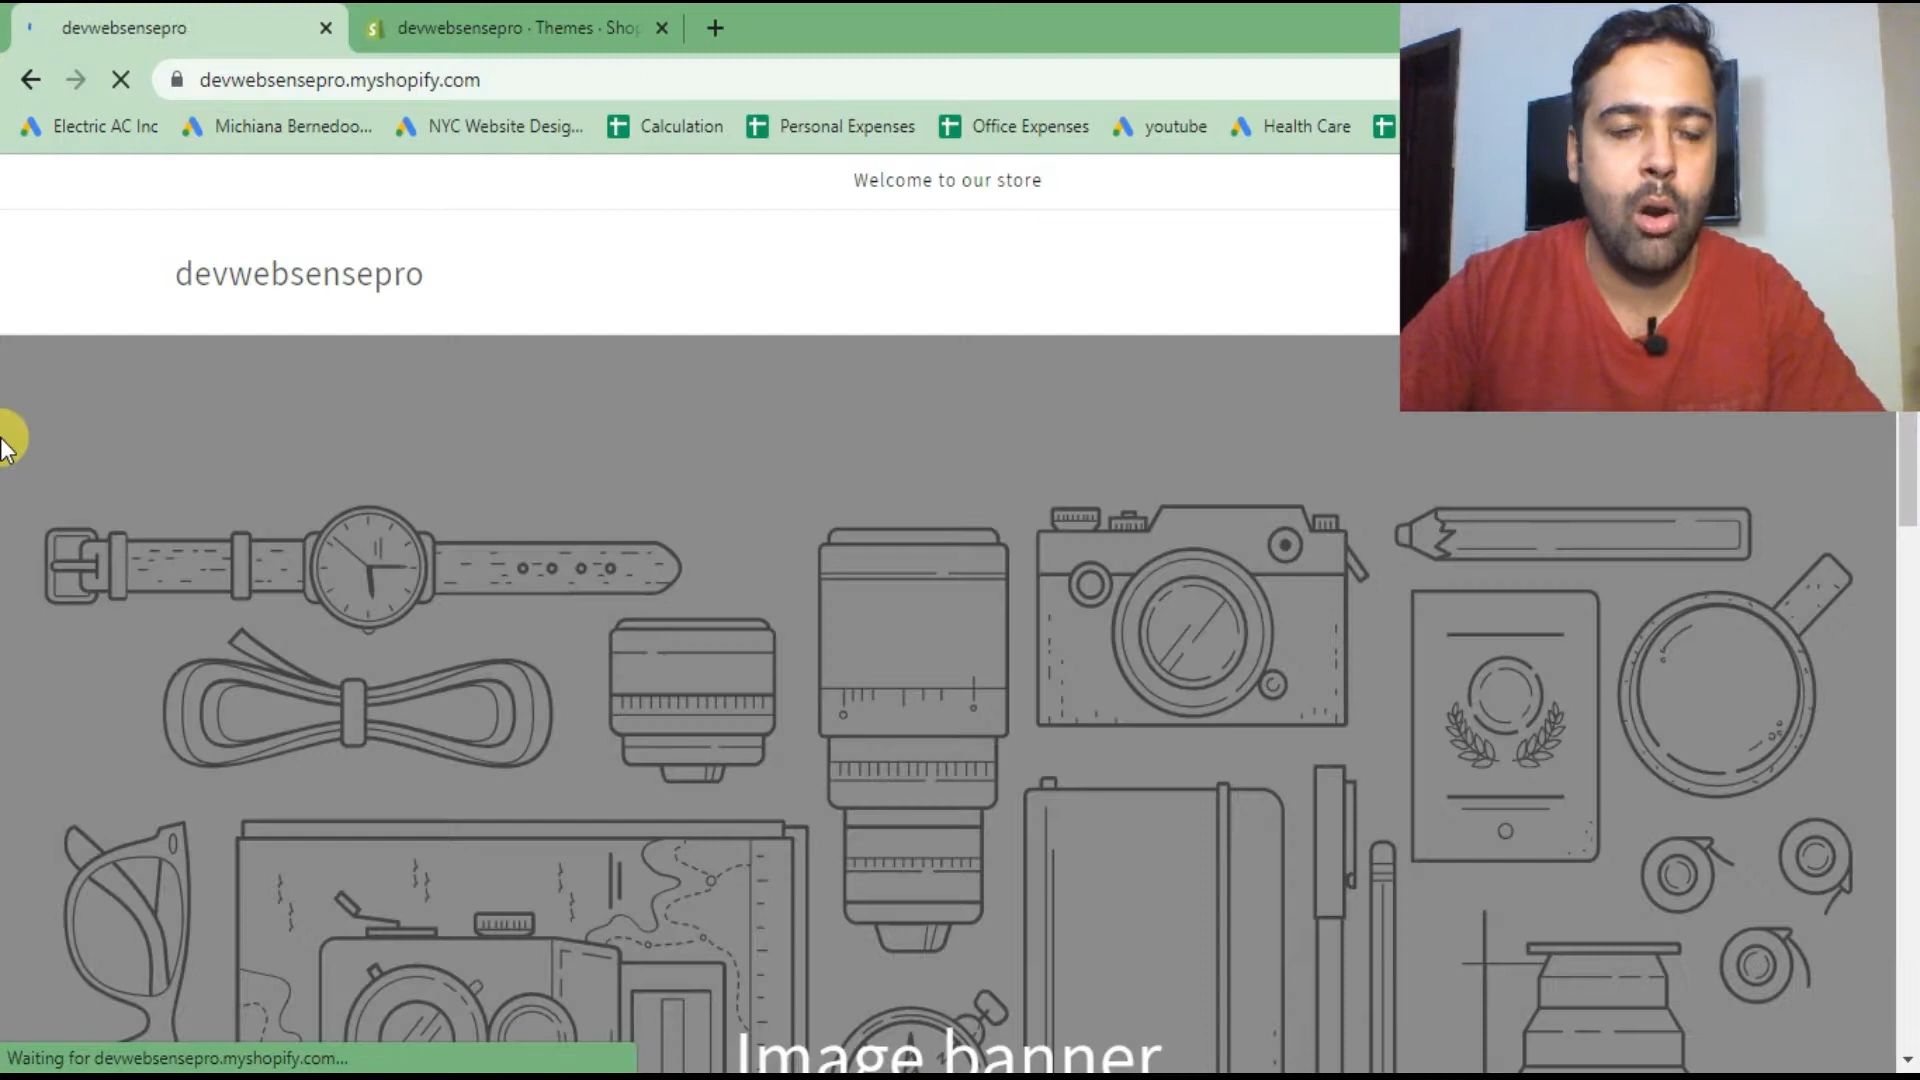 devwebsensepro
devwebsensepro · Themes · Shop
devwebsensepro.myshopify.com
Electric AC Inc
Michiana Bernedoo...
NYC Website Desig...
Calculation
Personal Expenses
Office Expenses
youtube
Health Care
Welcome to our store
devwebsensepro
Image banner
Waiting for devwebsensepro.myshopify.com...